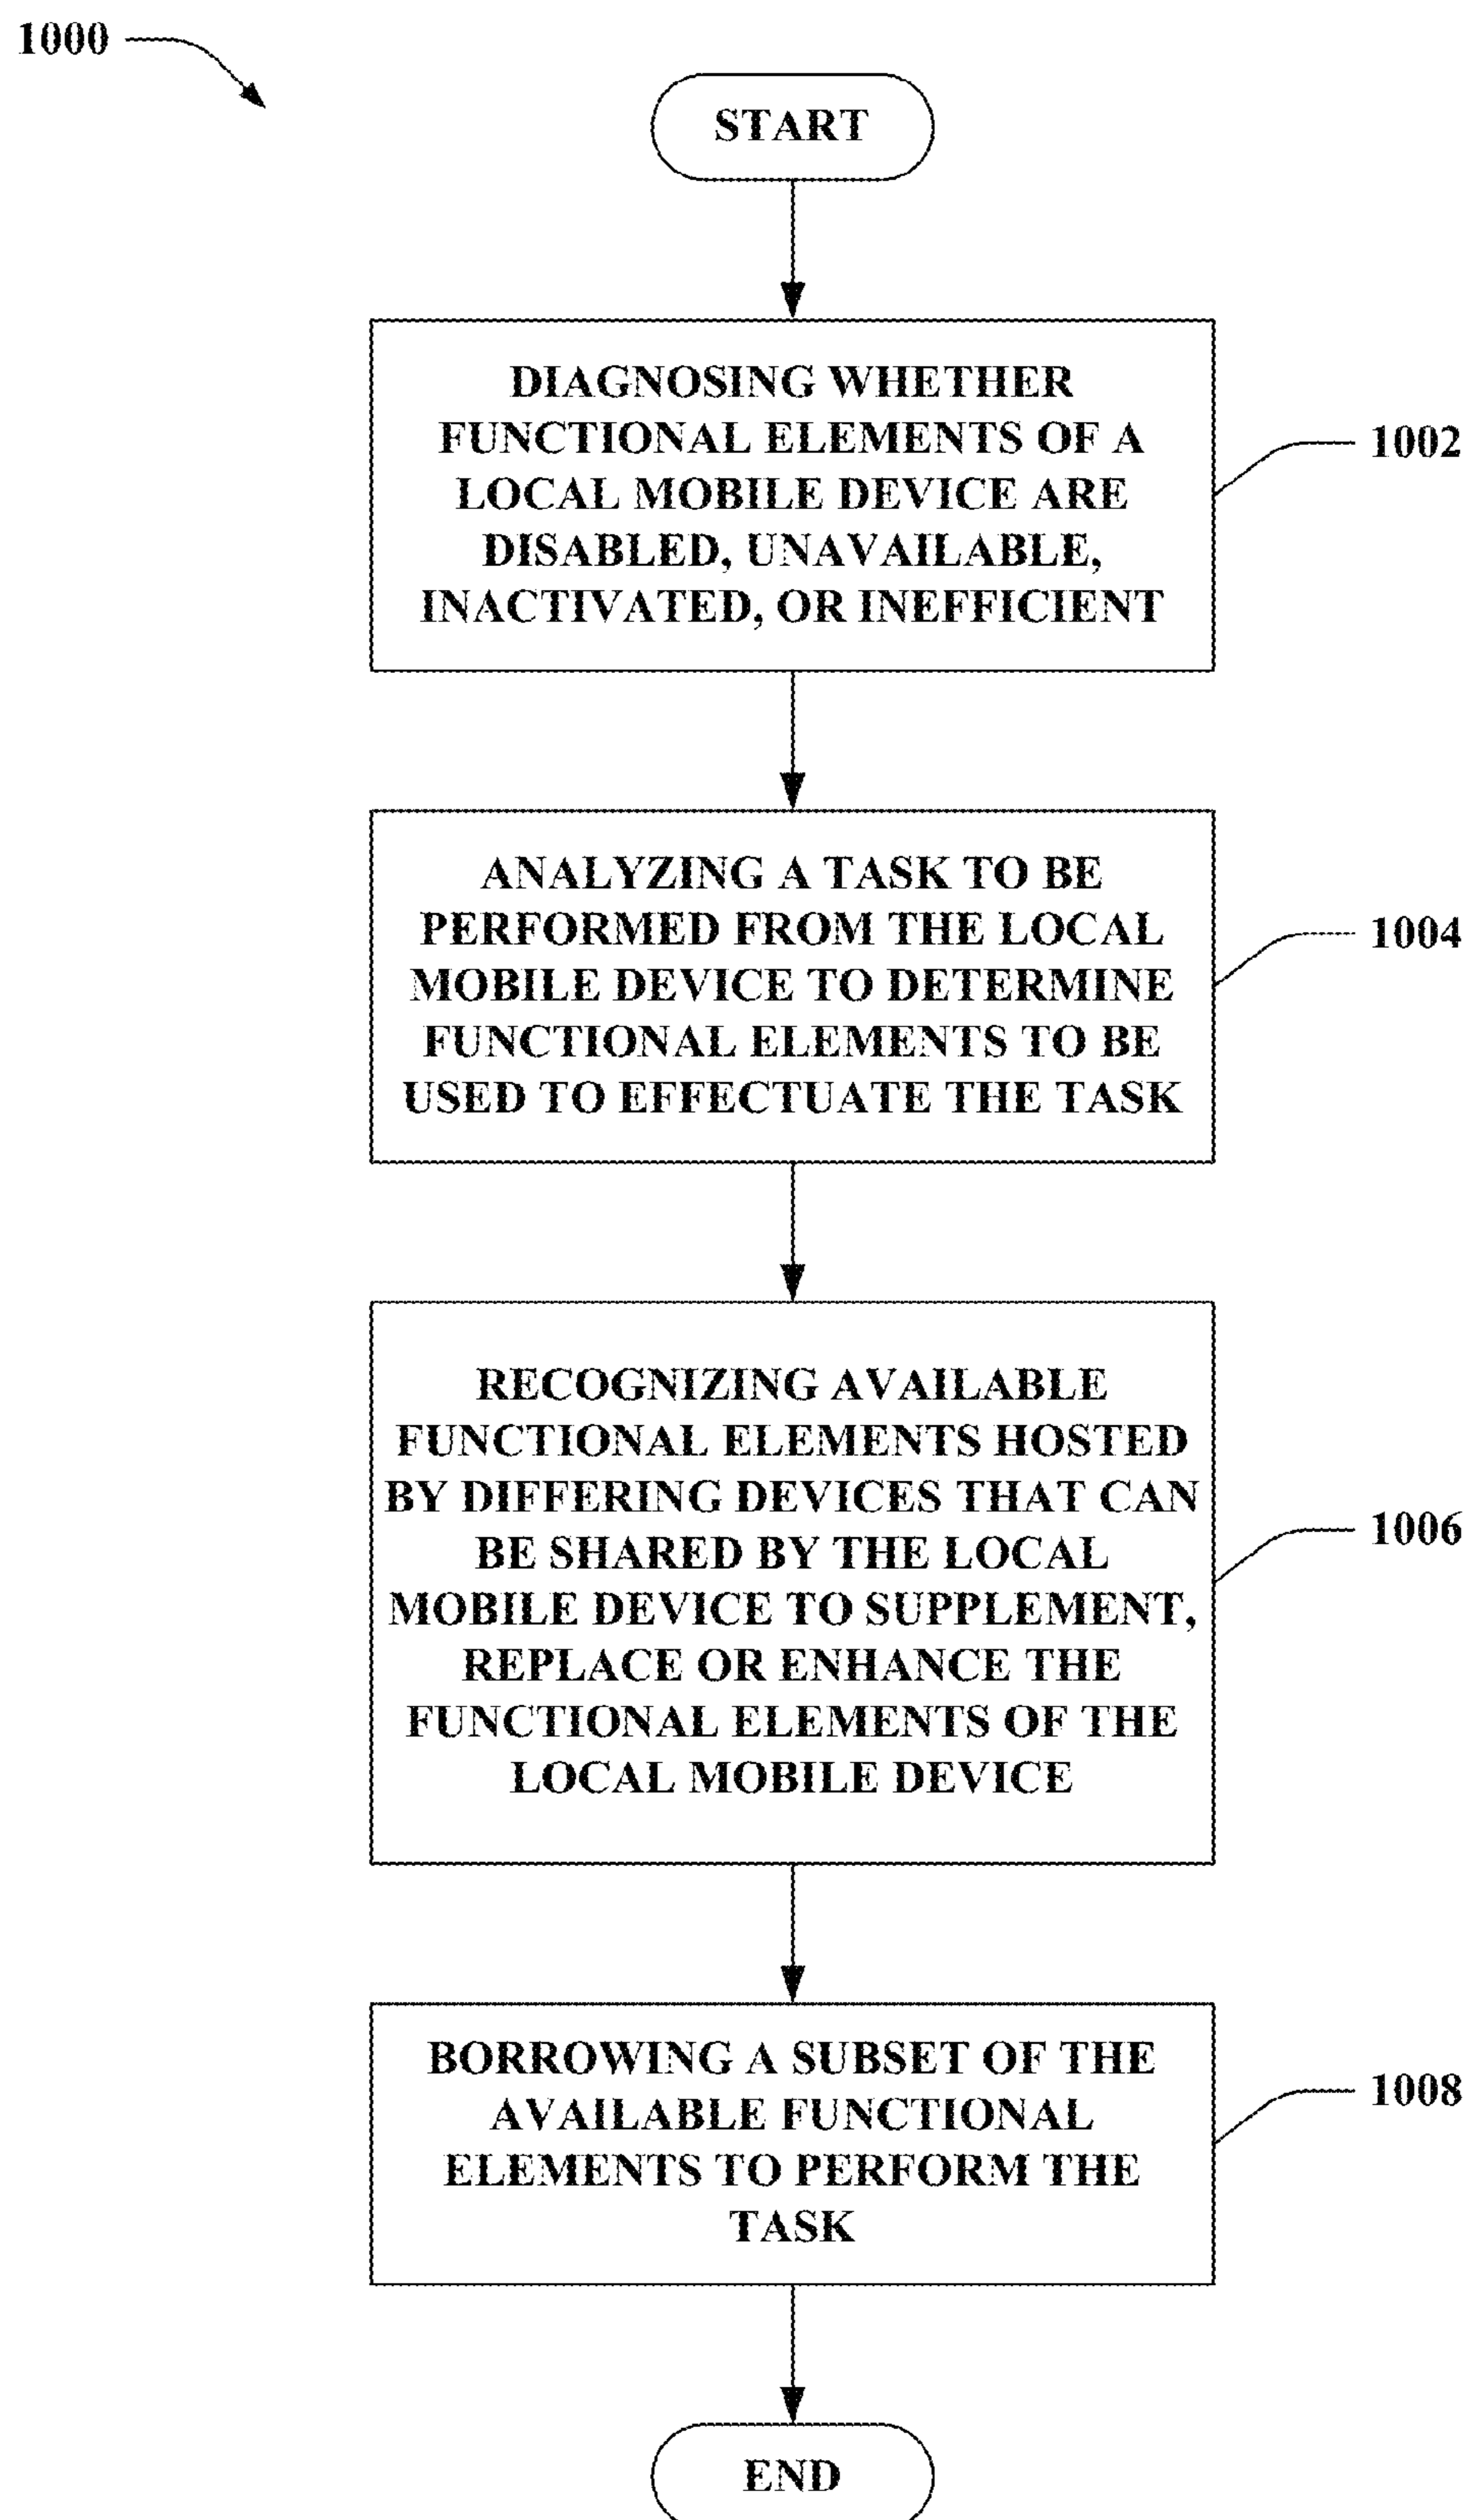 1000
START
DIAGNOSING WHETHER
FUNCTIONAL ELEMENTS OF A
LOCAL MOBILE DEVICE ARE
DISABLED, UNAVAILABLE,
INACTIVATED, OR INEFFICIENT
1002
ANALYZING A TASK TO BE
PERFORMED FROM THE LOCAL
MOBILE DEVICE TO DETERMINE
FUNCTIONAL ELEMENTS TO BE
USED TO EFFECTUATE THE TASK
1004
RECOGNIZING AVAILABLE
FUNCTIONAL ELEMENTS HOSTED
BY DIFFERING DEVICES THAT CAN
BE SHARED BY THE LOCAL
MOBILE DEVICE TO SUPPLEMENT,
REPLACE OR ENHANCE THE
FUNCTIONAL ELEMENTS OF THE
LOCAL MOBILE DEVICE
1006
BORROWING A SUBSET OF THE
AVAILABLE FUNCTIONAL
ELEMENTS TO PERFORM THE
TASK
1008
END